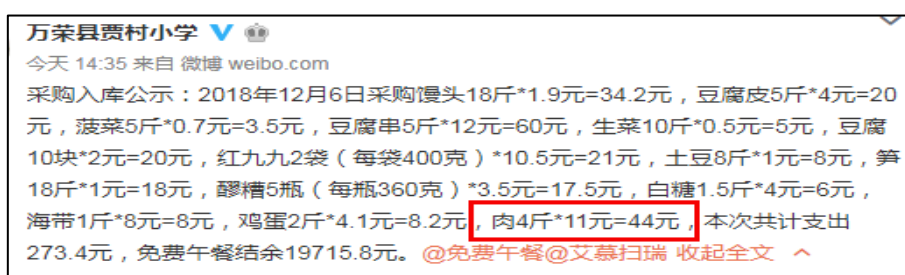 万荣县贾村小学
今天 14:35 来自 微博 weibo.com
采购入库公示：2018年12月6日采购馒头18斤*1.9元=34.2元，豆腐皮5斤*4元=20
元，菠菜5斤*0.7元=3.5元，豆腐串5斤*12元=60元，生菜10斤*0.5元=5元，豆腐
10块*2元=20元，红九九2袋（每袋400克）*10.5元=21元，土豆8斤*1元=8元，笋
18斤*1元=18元，醪糟5瓶（每瓶360克）*3.5元=17.5元，白糖1.5斤*4元=6元，
海带1斤*8元=8元，鸡蛋2斤*4.1元=8.2元，肉4斤*11元=44元，本次共计支出
273.4元，免费午餐结余19715.8元。@免费午餐@艾慕扫瑞 收起全文